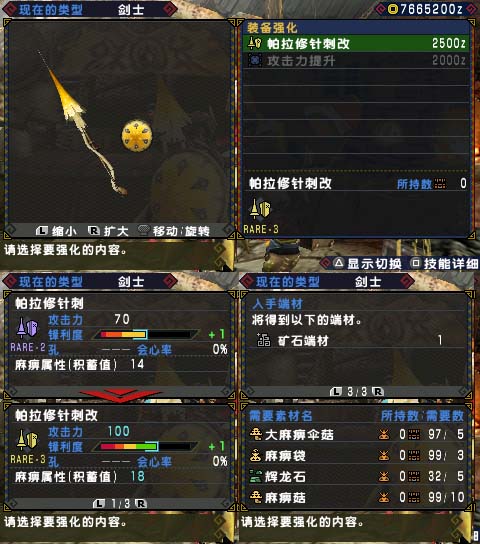 现在的类型 剑士
缩小 扩大 移动/旋转
请选择要强化的内容。
7665200z
装备强化
帕拉修针刺改 2500z
攻击力提升
帕拉修针刺改 所持数 0
RARE-3
显示切换 技能详细
现在的类型 剑士
帕拉修针刺
攻击力 70
RARE-2
锋利度 +1
孔 --- 会心率 0%
麻痹属性(积蓄值) 14
帕拉修针刺改
攻击力 100
RARE-3
锋利度 +1
孔 --- 会心率 0%
麻痹属性(积蓄值) 18
L 1/3 R
请选择要强化的内容。
现在的类型 剑士
入手端材
将得到以下的端材。
矿石端材 1
L 3/3 R
需要素材名 所持数/需要数
大麻痹伞菇 0 97/ 5
麻痹袋 0 99/ 3
辉龙石 0 32/ 5
麻痹菇 0 99/10
请选择要强化的内容。